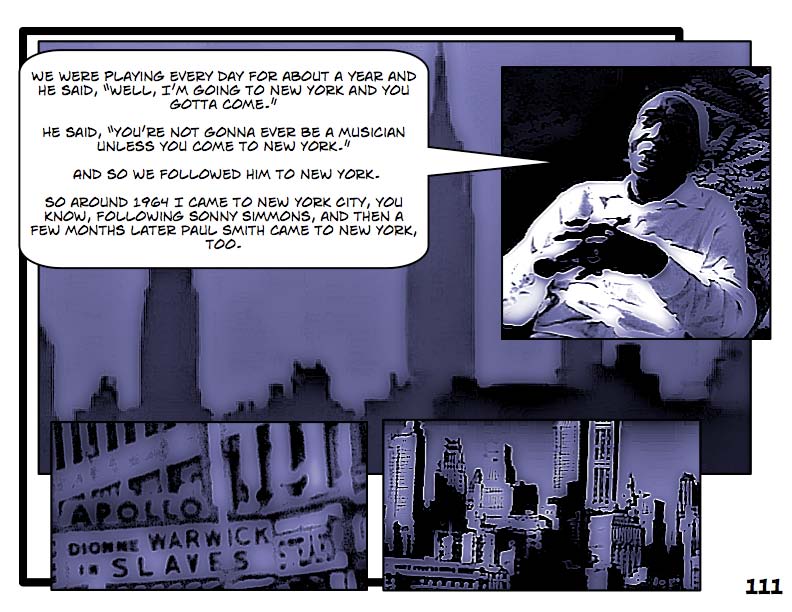 WE WERE PLAYING EVERY DAY FOR ABOUT A YEAR AND
HE SAID, "WELL, I'M GOING TO NEW YORK AND YOU
GOTTA COME."
HE SAID, "YOU'RE NOT GONNA EVER BE A MUSICIAN
UNLESS YOU COME TO NEW YORK."
AND SO WE FOLLOWED HIM TO NEW YORK.
SO AROUND 1964 I CAME TO NEW YORK CITY, YOU
KNOW, FOLLOWING SONNY SIMMONS, AND THEN A
FEW MONTHS LATER PAUL SMITH CAME TO NEW YORK,
TOO.
APOLLO
DIONNE WARWICK
IN SLAVES
111